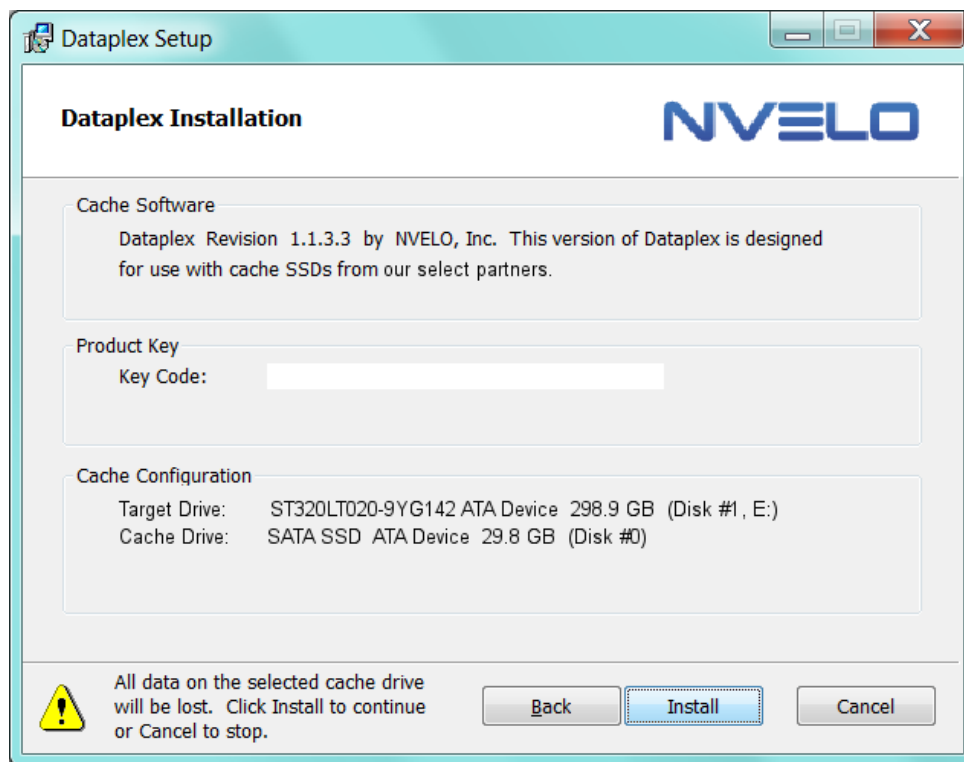 Dataplex Setup
Dataplex Installation
NVELO
Cache Software
Dataplex Revision 1.1.3.3 by NVELO, Inc. This version of Dataplex is designed
for use with cache SSDs from our select partners.
Product Key
Key Code:
Cache Configuration
Target Drive: ST320LT020-9YG142 ATA Device 298.9 GB (Disk #1, E:)
Cache Drive: SATA SSD ATA Device 29.8 GB (Disk #0)
All data on the selected cache drive
will be lost. Click Install to continue
or Cancel to stop.
Back
Install
Cancel